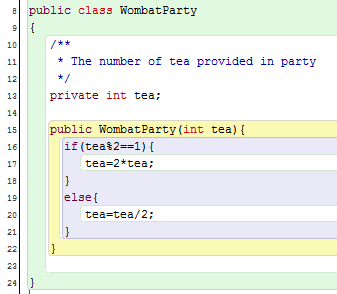 8 public class WombatParty
9 {
10 /**
11 * The number of tea provided in party
12 */
13 private int tea;
14
15 public WombatParty(int tea){
16 if(tea%2==1){
17 tea=2*tea;
18 }
19 else{
20 tea=tea/2;
21 }
22 }
23
24 }